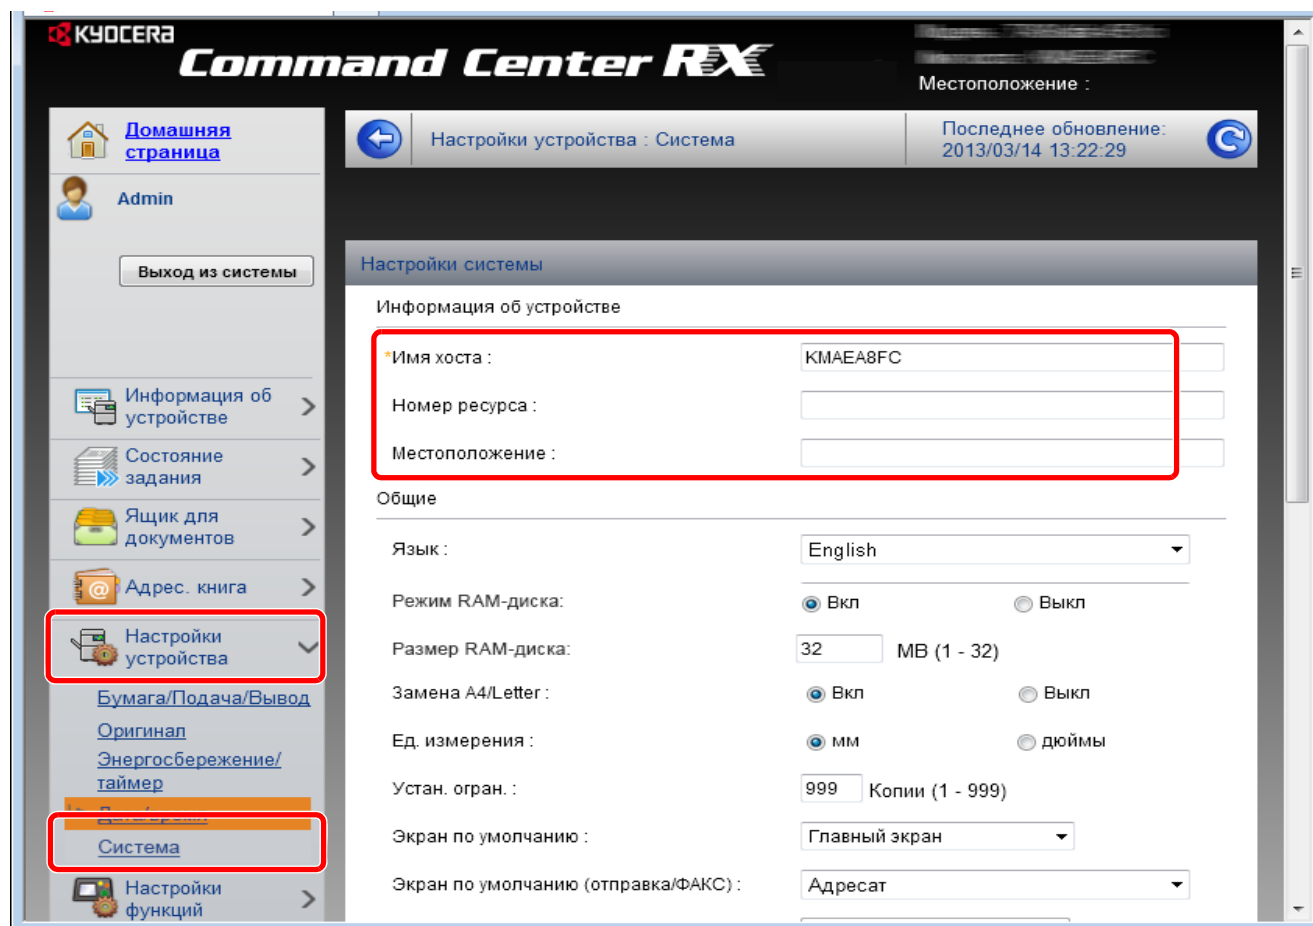 KYOCERA
Command Center RX
Местоположение :
Домашняя
страница
Admin
Выход из системы
Информация об
устройстве
Состояние
задания
Ящик для
документов
Адрес. книга
Настройки
устройства
Бумага/Подача/Вывод
Оригинал
Энергосбережение/
таймер
Дата/время
Система
Настройки
функций
Настройки устройства : Система
Последнее обновление:
2013/03/14 13:22:29
Настройки системы
Информация об устройстве
*Имя хоста : KMAEA8FC
Номер ресурса :
Местоположение :
Общие
Язык : English
Режим RAM-диска: Вкл Выкл
Размер RAM-диска: 32 MB (1 - 32)
Замена A4/Letter : Вкл Выкл
Ед. измерения : мм дюймы
Устан. огран. : 999 Копии (1 - 999)
Экран по умолчанию : Главный экран
Экран по умолчанию (отправка/ФАКС) : Адресат